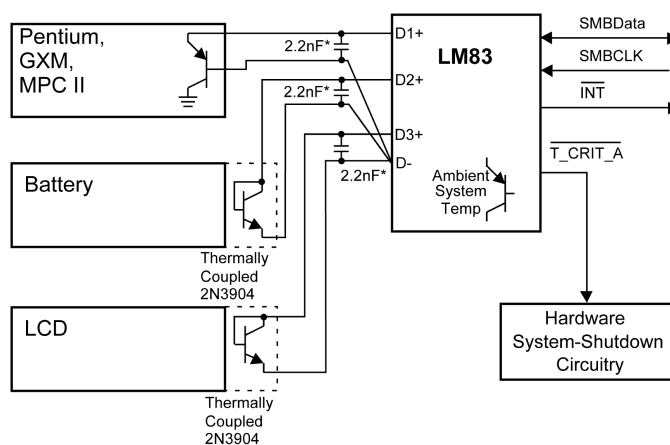 Pentium,
GXM,
MPC II
2.2nF*
D1+
LM83
SMBData
SMBCLK
2.2nF*
D2+
INT
D3+
D-
T_CRIT_A
2.2nF*
Battery
Ambient
System
Temp
Thermally
Coupled
2N3904
LCD
Hardware
System-Shutdown
Circuitry
Thermally
Coupled
2N3904